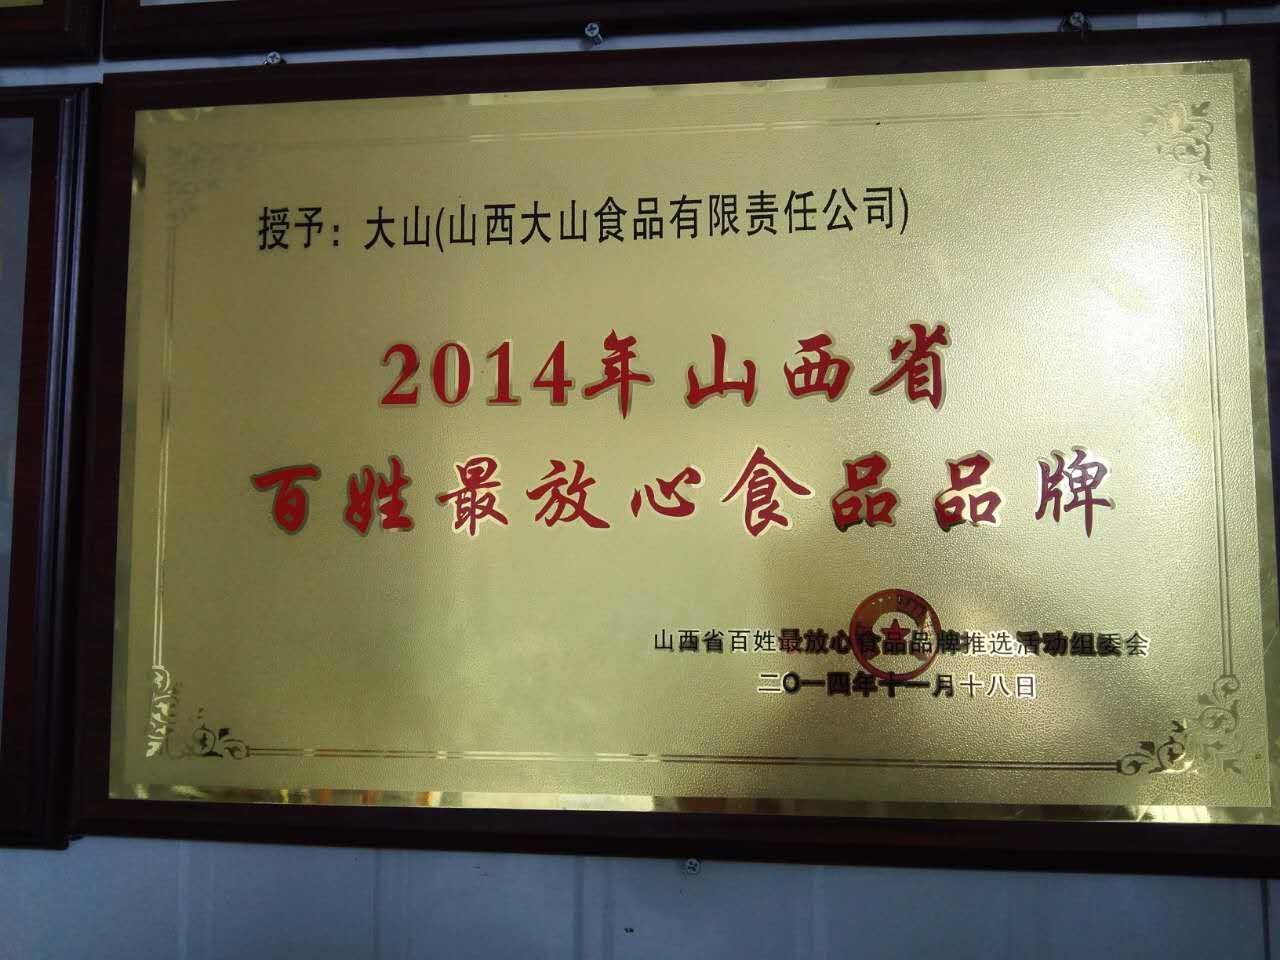 授予：大山(山西大山食品有限责任公司)
2014年山西省
百姓最放心食品品牌
山西省百姓最放心食品品牌推选活动组委会
二〇一四年十一月十八日